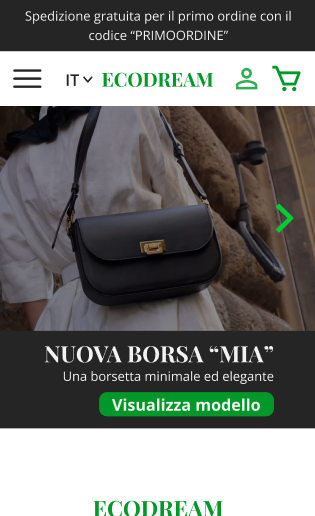 Spedizione gratuita per il primo ordine con il
codice “PRIMOORDINE”
IT ECODREAM
NUOVA BORSA “MIA”
Una borsetta minimale ed elegante
Visualizza modello
ECODREAM